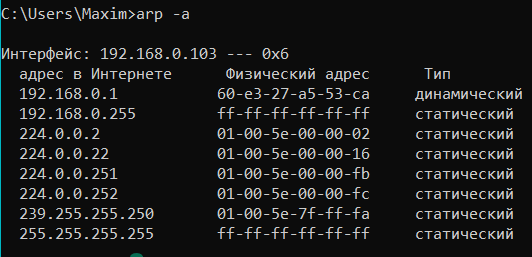 C:\Users\Maxim>arp -a
Интерфейс: 192.168.0.103 --- 0x6
адрес в Интернете Физический адрес Тип
192.168.0.1 60-e3-27-a5-53-ca динамический
192.168.0.255 ff-ff-ff-ff-ff-ff статический
224.0.0.2 01-00-5e-00-00-02 статический
224.0.0.22 01-00-5e-00-00-16 статический
224.0.0.251 01-00-5e-00-00-fb статический
224.0.0.252 01-00-5e-00-00-fc статический
239.255.255.250 01-00-5e-7f-ff-fa статический
255.255.255.255 ff-ff-ff-ff-ff-ff статический